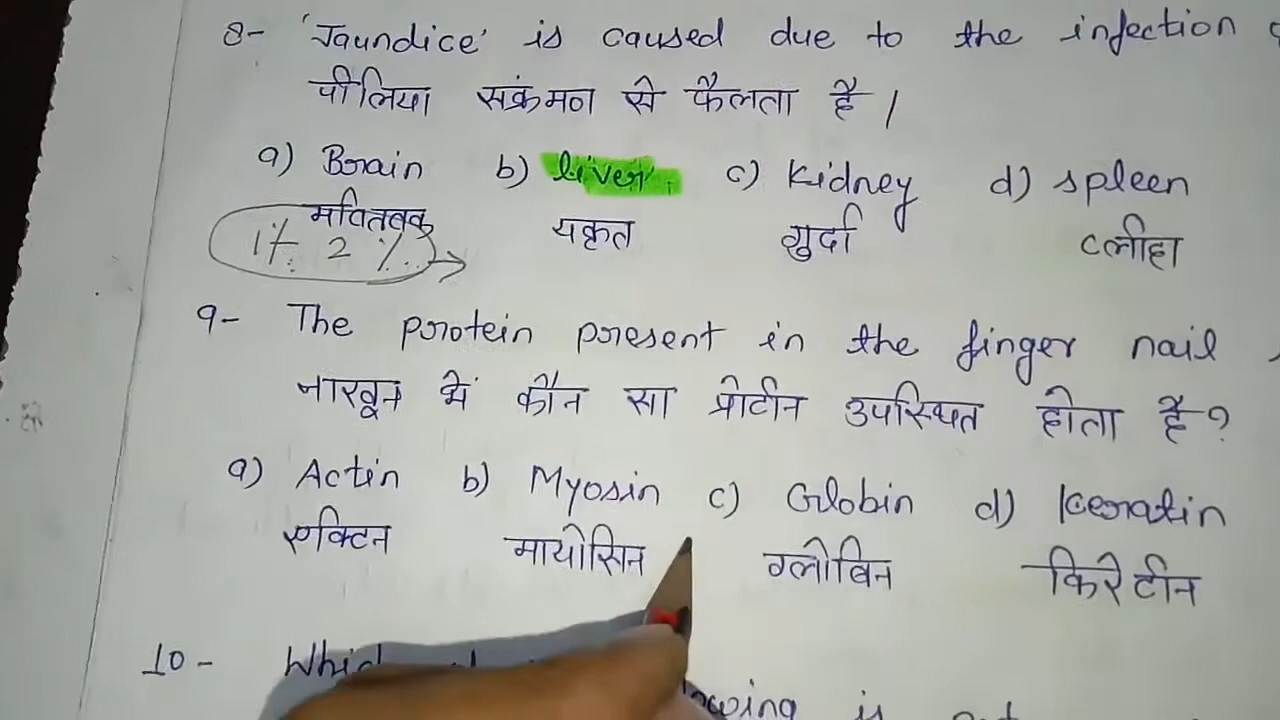 8- 'Jaundice' is caused due to the infection
पीलिया संक्रमण से फैलता है।
a) Brain b) liver c) Kidney d) spleen
यकृत गुर्दा प्लीहा
1% 2%
9- The protein present in the finger nail
नाखून में कौन सा प्रोटीन उपस्थित होता है?
a) Actin b) Myosin c) Globin d) Keratin
एक्टिन मायोसिन ग्लोबिन किरेटीन
10-
is